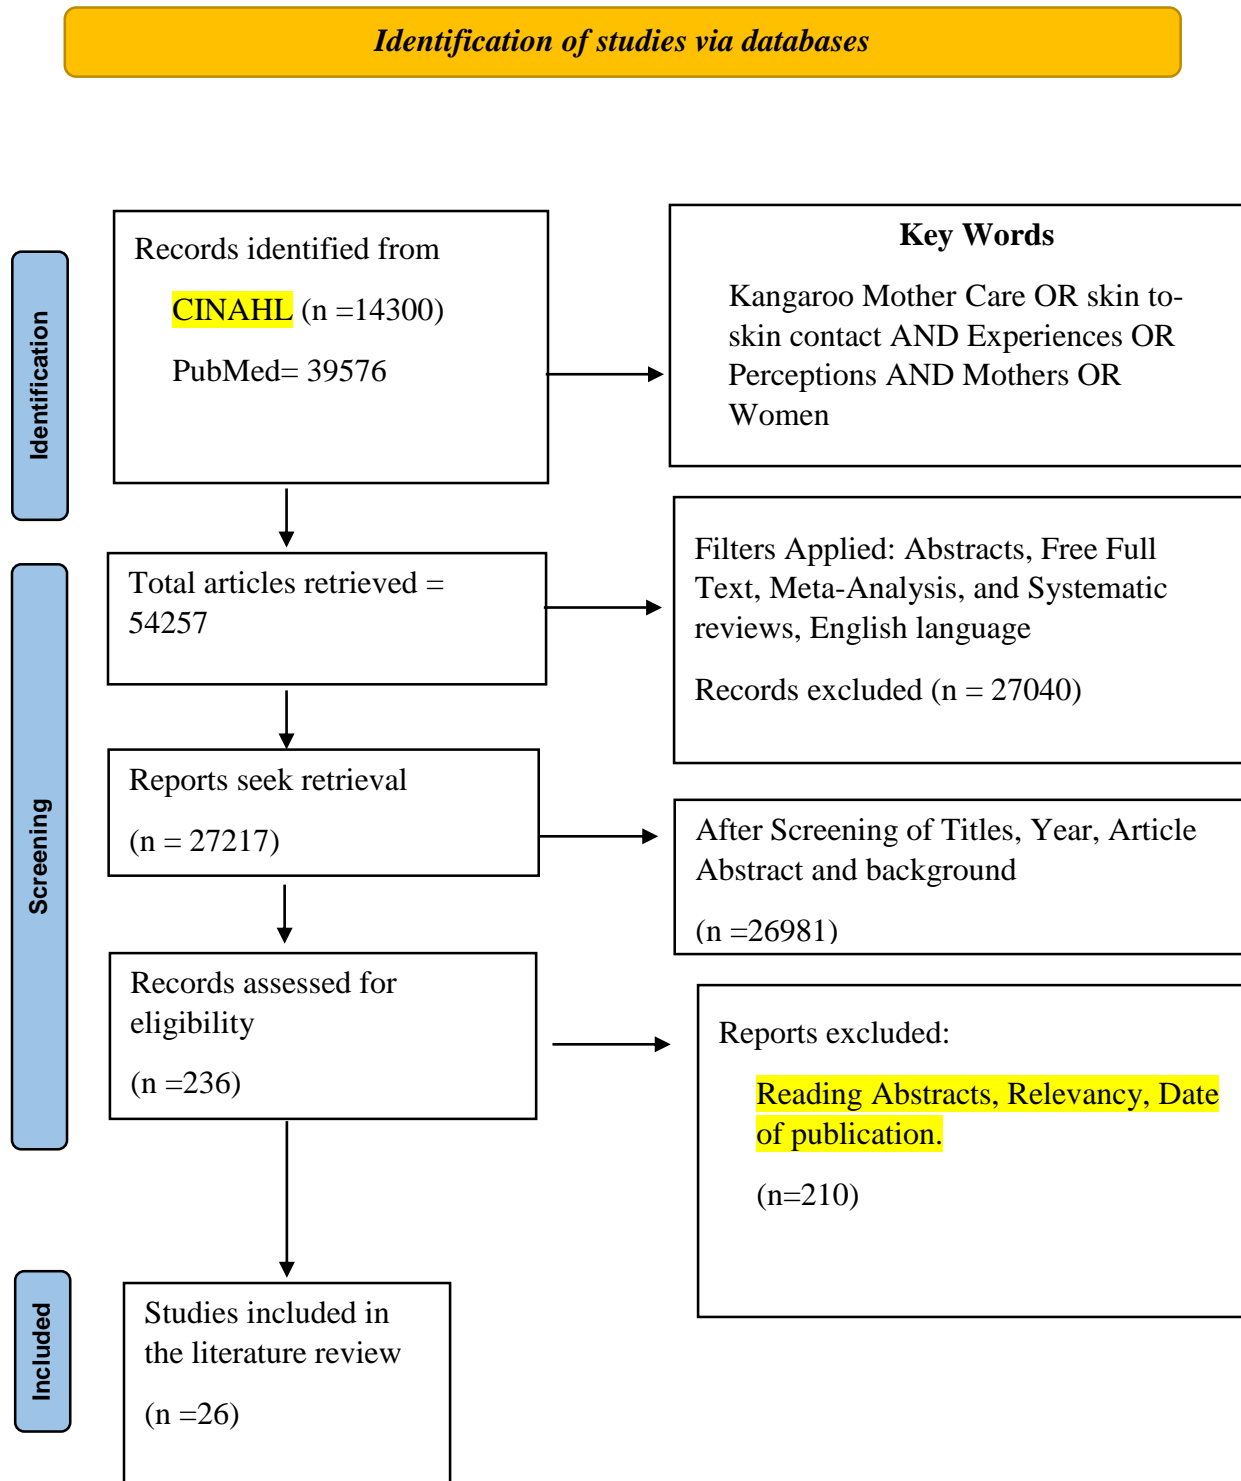 Identification of studies via databases
Identification
Records identified from
CINAHL (n =14300)
PubMed= 39576
Key Words
Kangaroo Mother Care OR skin to-
skin contact AND Experiences OR
Perceptions AND Mothers OR
Women
Screening
Total articles retrieved =
54257
Filters Applied: Abstracts, Free Full
Text, Meta-Analysis, and Systematic
reviews, English language
Records excluded (n = 27040)
Reports seek retrieval
(n = 27217)
After Screening of Titles, Year, Article
Abstract and background
(n =26981)
Records assessed for
eligibility
(n =236)
Reports excluded:
Reading Abstracts, Relevancy, Date
of publication.
(n=210)
Included
Studies included in
the literature review
(n =26)